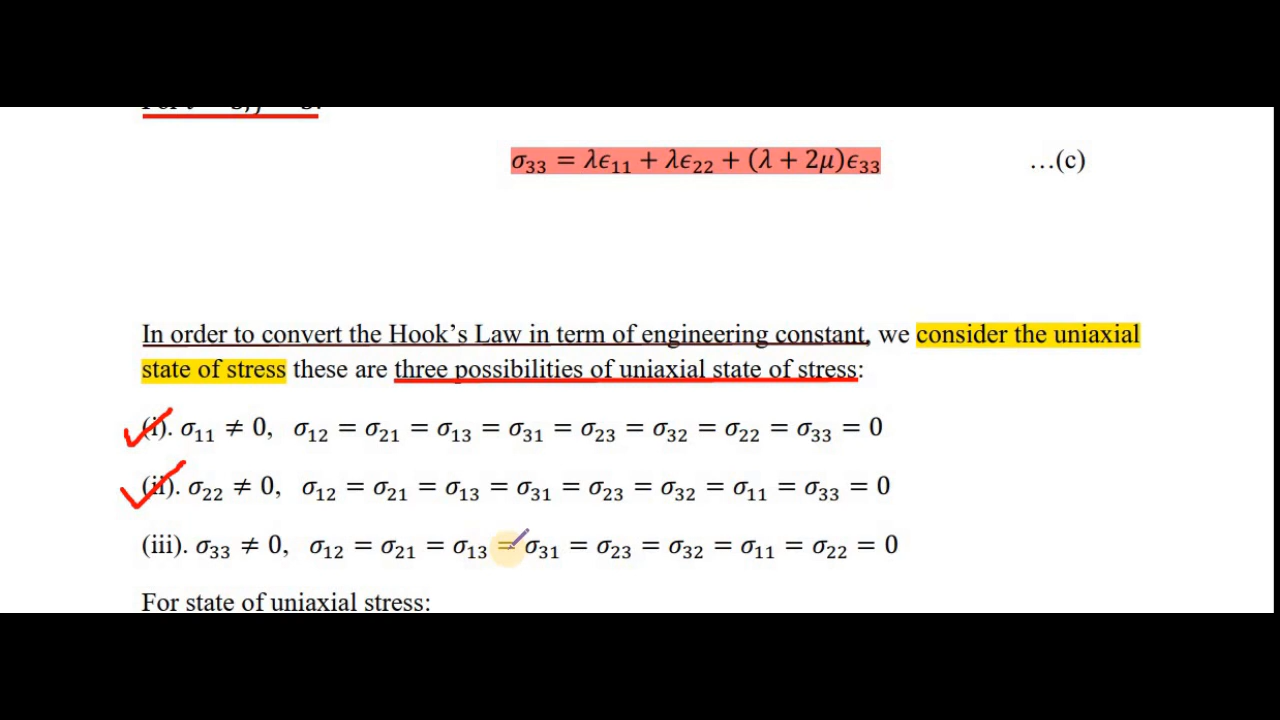 σ₃₃ = λϵ₁₁ + λϵ₂₂ + (λ + 2μ)ϵ₃₃ …(c)
In order to convert the Hook’s Law in term of engineering constant, we consider the uniaxial
state of stress these are three possibilities of uniaxial state of stress:
(i). σ₁₁ ≠ 0, σ₁₂ = σ₂₁ = σ₁₃ = σ₃₁ = σ₂₃ = σ₃₂ = σ₂₂ = σ₃₃ = 0
(ii). σ₂₂ ≠ 0, σ₁₂ = σ₂₁ = σ₁₃ = σ₃₁ = σ₂₃ = σ₃₂ = σ₁₁ = σ₃₃ = 0
(iii). σ₃₃ ≠ 0, σ₁₂ = σ₂₁ = σ₁₃ = σ₃₁ = σ₂₃ = σ₃₂ = σ₁₁ = σ₂₂ = 0
For state of uniaxial stress: